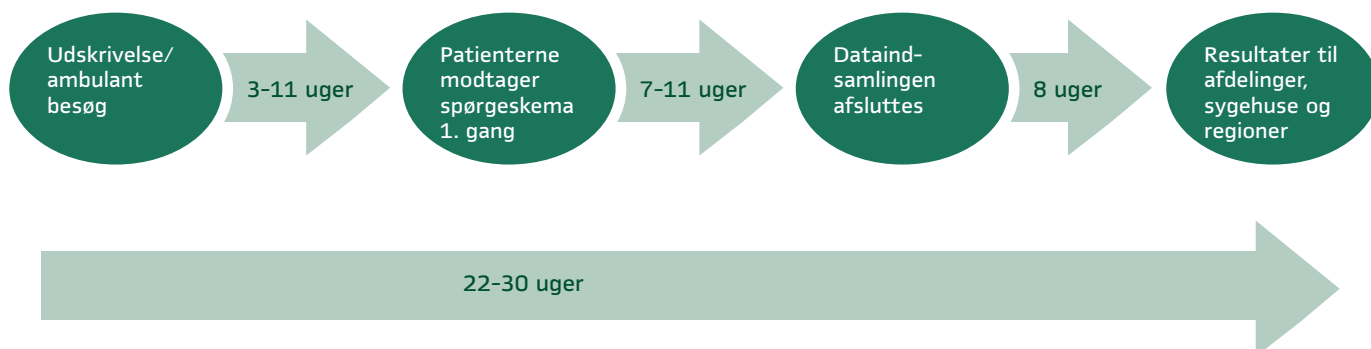 Udskrivelse/
ambulant
besøg
3-11 uger
Patienterne
modtager
spørgeskema
1. gang
7-11 uger
Dataind-
samlingen
afsluttes
8 uger
Resultater til
afdelinger,
sygehuse og
regioner
22-30 uger